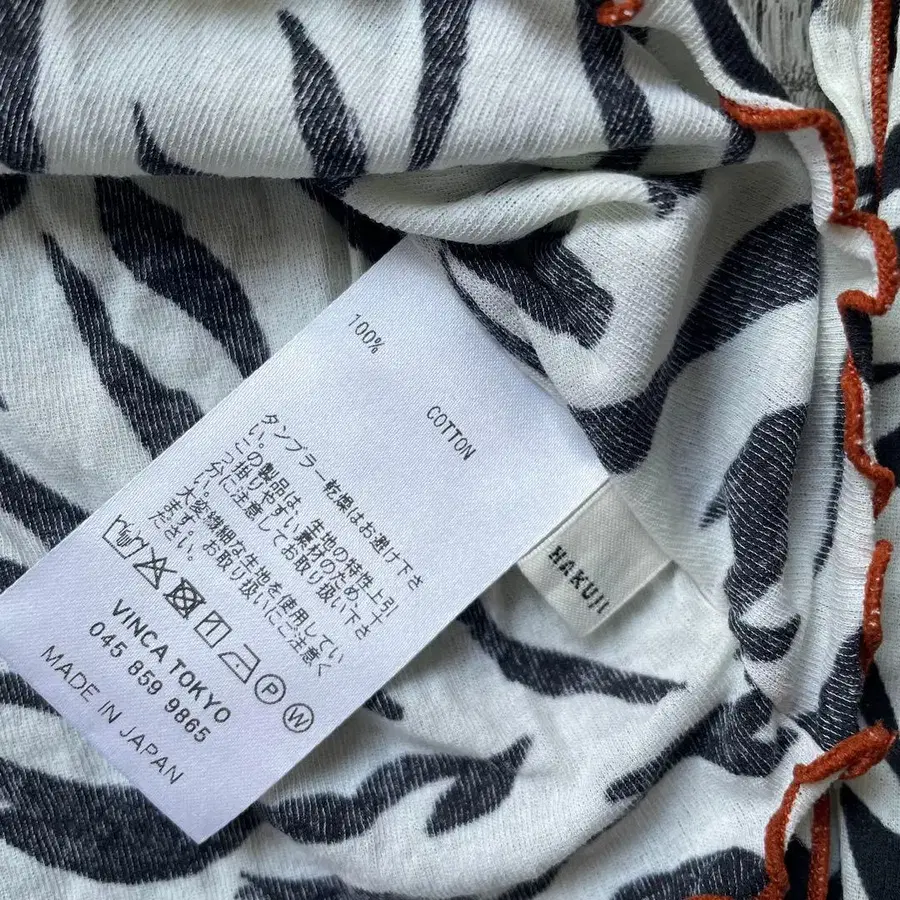 100%
COTTON
タンブラー乾燥はお避け下さ
い。
この製品は、生地の特性上引
っ掛りやすい素材のため、十
分に注意してお取り扱い下さ
い。
大変繊細な生地を使用してい
ます。お取り扱いにご注意く
ださい。
P
W
VINCA TOKYO
045 859 9865
MADE IN JAPAN
HAKUJI